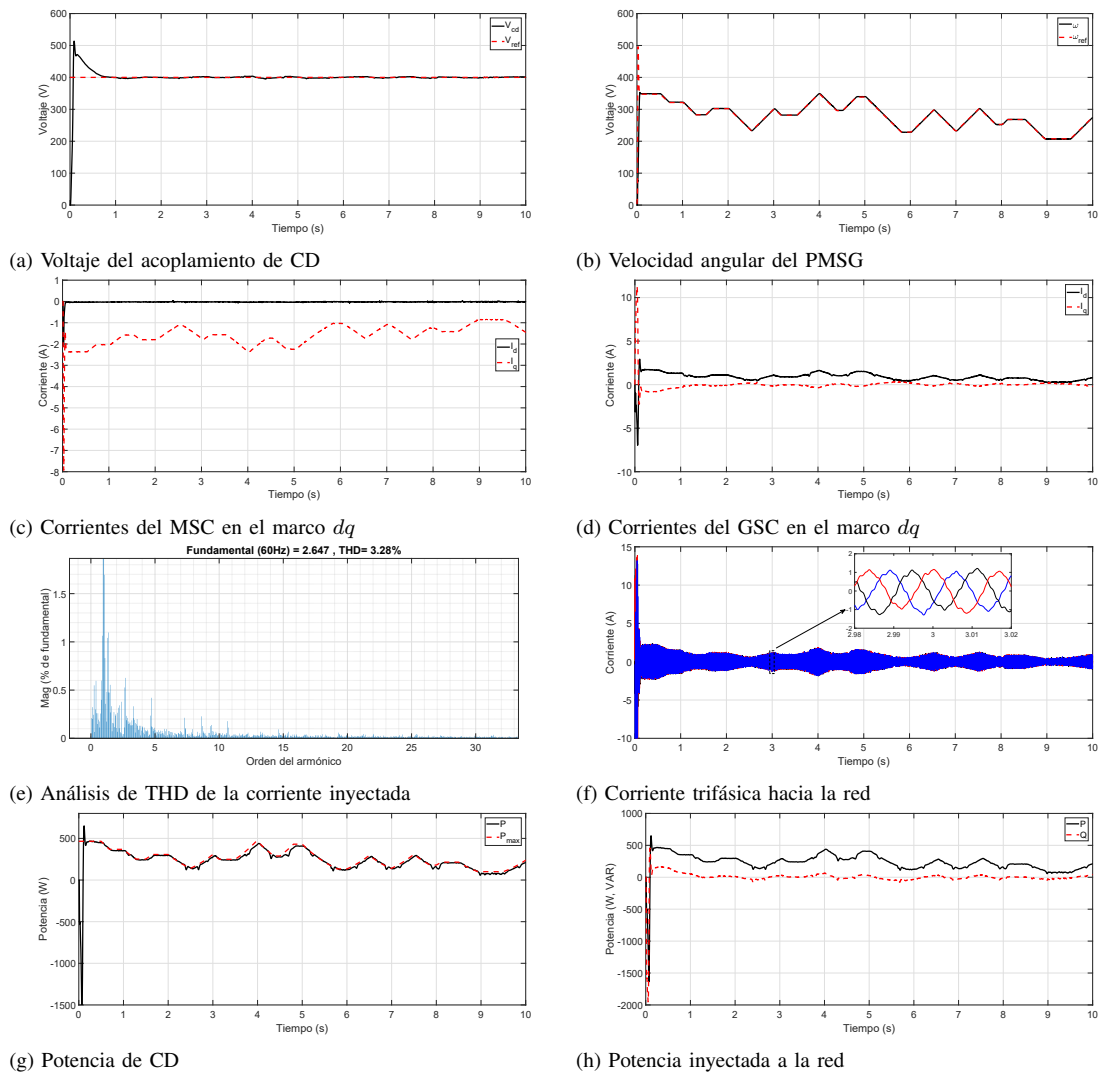 600
500
400
300
200
100
0
Voltaje (V)
V_cd
V_ref
0 1 2 3 4 5 6 7 8 9 10
Tiempo (s)
(a) Voltaje del acoplamiento de CD
600
500
400
300
200
100
0
Voltaje (V)
ref
0 1 2 3 4 5 6 7 8 9 10
Tiempo (s)
(b) Velocidad angular del PMSG
1
0
-1
-2
-3
-4
-5
-6
-7
-8
Corriente (A)
I_d
I_q
0 1 2 3 4 5 6 7 8 9 10
Tiempo (s)
(c) Corrientes del MSC en el marco dq
10
5
0
-5
-10
Corriente (A)
I_d
I_q
0 1 2 3 4 5 6 7 8 9 10
Tiempo (s)
(d) Corrientes del GSC en el marco dq
Fundamental (60Hz) = 2.647 , THD= 3.28%
1.5
1
0.5
0
Mag (% de fundamental)
0 5 10 15 20 25 30
Orden del armónico
(e) Análisis de THD de la corriente inyectada
15
10
5
0
-5
-10
Corriente (A)
2
1
0
-1
-2
2.98 2.99 3 3.01 3.02
0 1 2 3 4 5 6 7 8 9 10
Tiempo (s)
(f) Corriente trifásica hacia la red
500
0
-500
-1000
-1500
Potencia (W)
P
P_max
0 1 2 3 4 5 6 7 8 9 10
Tiempo (s)
(g) Potencia de CD
1000
500
0
-500
-1000
-1500
-2000
Potencia (W, VAR)
P
Q
0 1 2 3 4 5 6 7 8 9 10
Tiempo (s)
(h) Potencia inyectada a la red